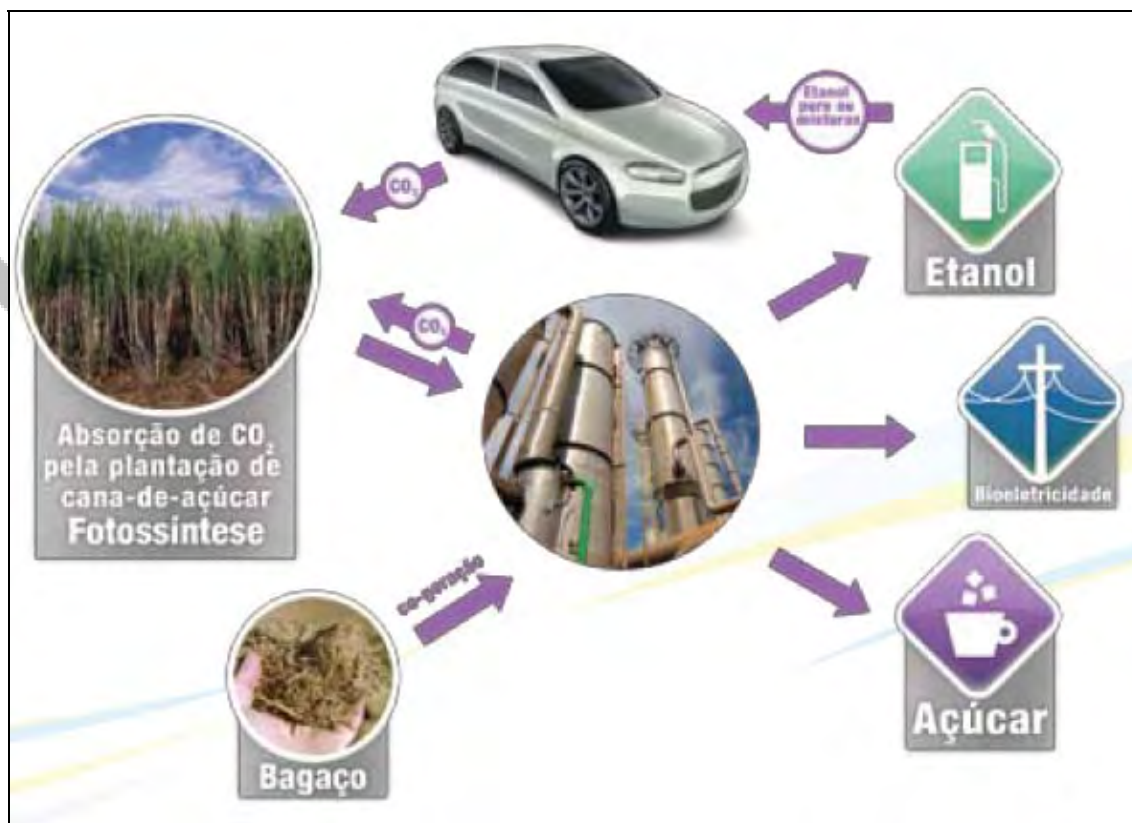 Etanol
puro ou
misturas
CO₂
Etanol
CO₂
Absorção de CO₂
pela plantação de
cana-de-açúcar
Fotossíntese
Bioeletricidade
co-geração
Açúcar
Bagaço